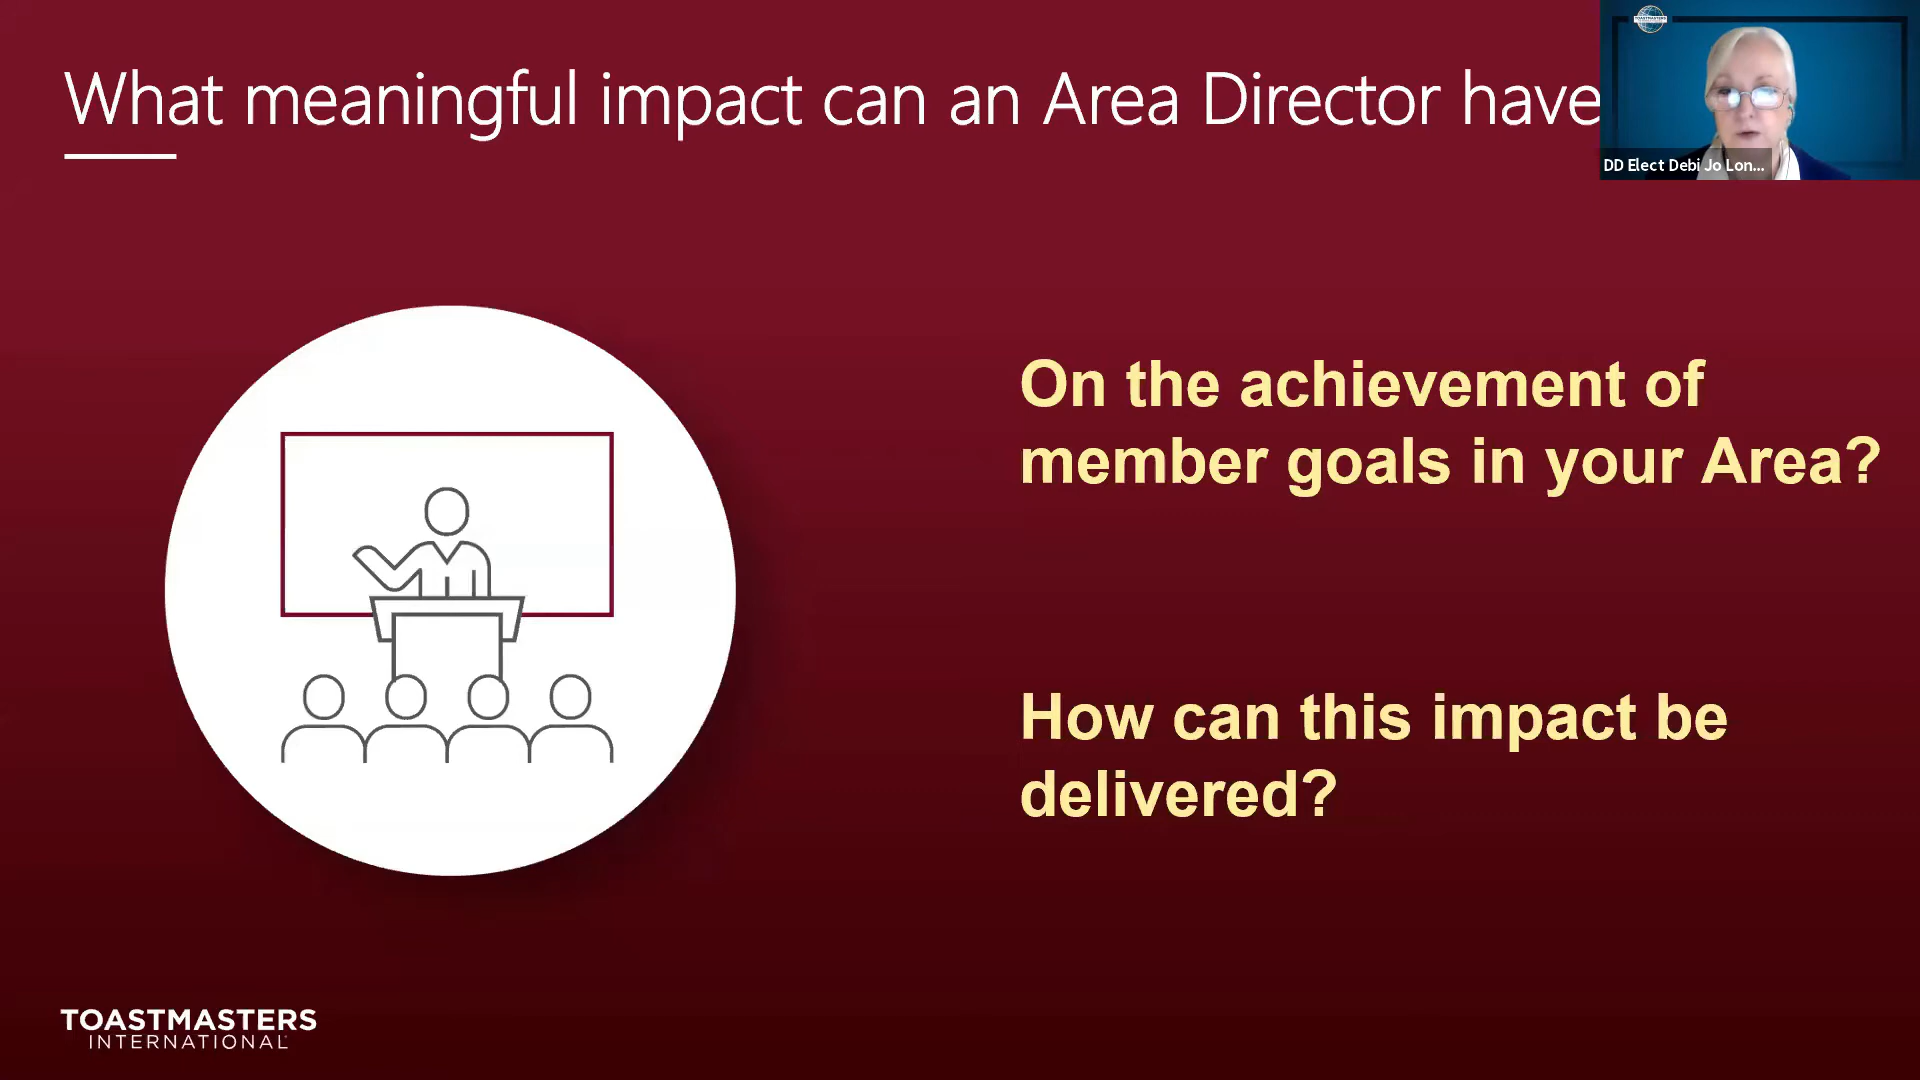 What meaningful impact can an Area Director have
DD Elect Debi Jo Lon...
On the achievement of
member goals in your Area?
How can this impact be
delivered?
TOASTMASTERS
INTERNATIONAL